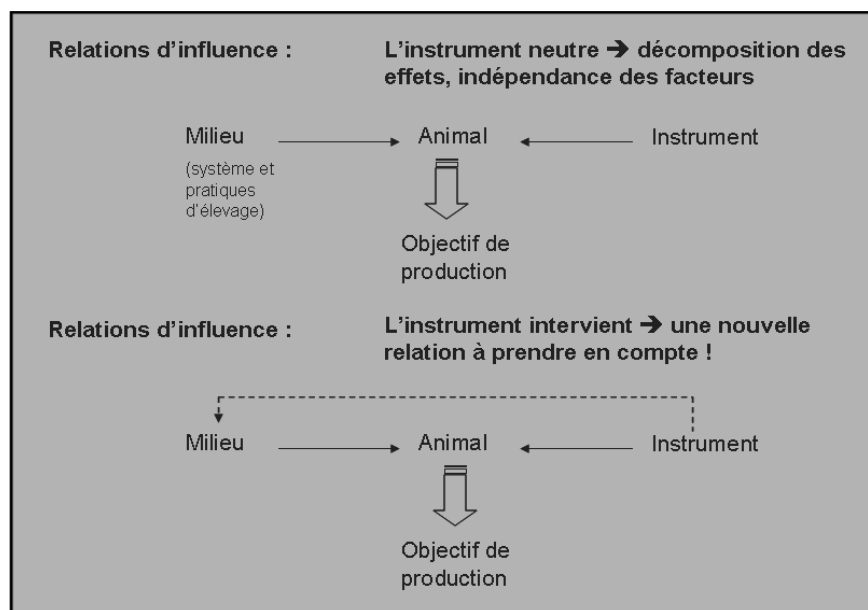 Relations d’influence :
L’instrument neutre ➔ décomposition des
effets, indépendance des facteurs
Milieu
Animal
Instrument
(système et
pratiques
d’élevage)
Objectif de
production
Relations d’influence :
L’instrument intervient ➔ une nouvelle
relation à prendre en compte !
Milieu
Animal
Instrument
Objectif de
production